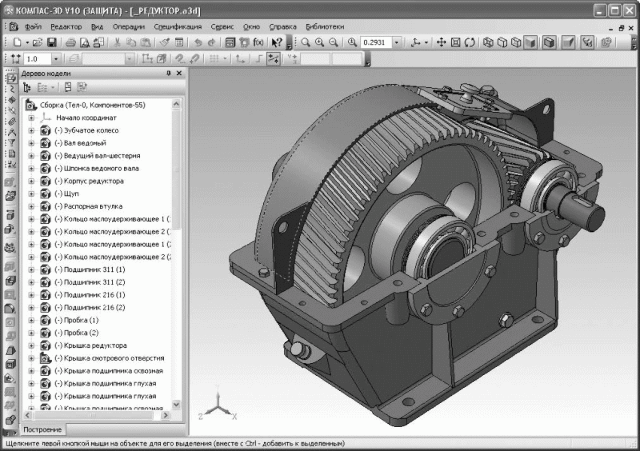 КОМПАС-3D V10 (ЗАЩИТА) - [_РЕДУКТОР.a3d]
Файл Редактор Вид Операции Спецификация Сервис Окно Справка Библиотеки
0.2931
1.0
Дерево модели
Сборка (Тел-0, Компонентов-55)
Начало координат
(-) Зубчатое колесо
(-) Вал ведомый
(-) Ведущий вал-шестерня
(-) Шпонка ведомого вала
(-) Корпус редуктора
(-) Щуп
(-) Распорная втулка
(-) Кольцо маслоудерживающее 1 (
(-) Кольцо маслоудерживающее 2 (
(-) Кольцо маслоудерживающее 1 (2
(-) Кольцо маслоудерживающее 2 (2
(-) Подшипник 311 (1)
(-) Подшипник 311 (2)
(-) Подшипник 216 (1)
(-) Подшипник 216 (2)
(-) Пробка (1)
(-) Пробка (2)
(-) Крышка редуктора
(-) Крышка смотрового отверстия
(-) Крышка подшипника сквозная
(-) Крышка подшипника глухая
(-) Крышка подшипника глухая
(-) Крышка подшипника сквозная
Z
X
Построение
Щелкните левой кнопкой мыши на объекте для его выделения (вместе с Ctrl - добавить к выделенным)